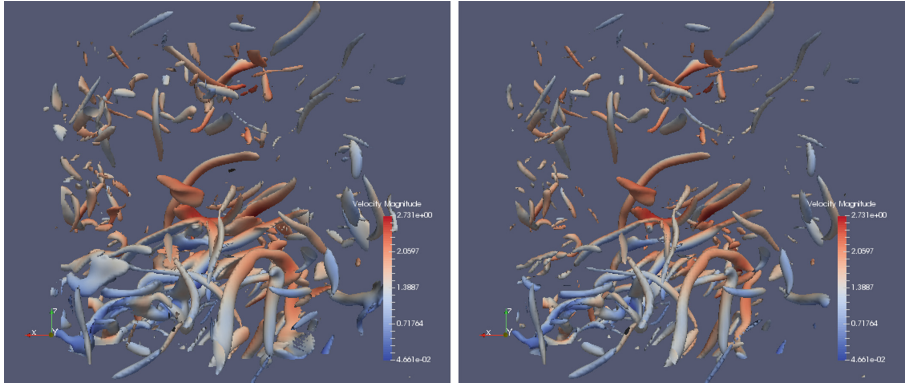 Velocity Magnitude
2.731e+00
2.0597
1.3887
0.71764
4.661e-02
Z
X
Y
Velocity Magnitude
2.731e+00
2.0597
1.3887
0.71764
4.661e-02
Z
X
Y